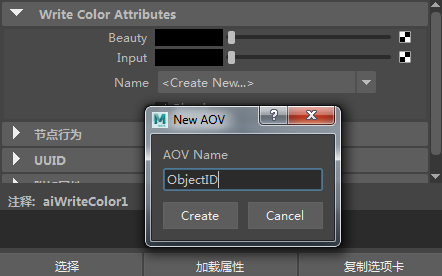 Write Color Attributes
Beauty
Input
Name <Create New...>
New AOV
AOV Name
ObjectID
Create Cancel
节点行为
UUID
注释: aiWriteColor1
选择 加载属性 复制选项卡